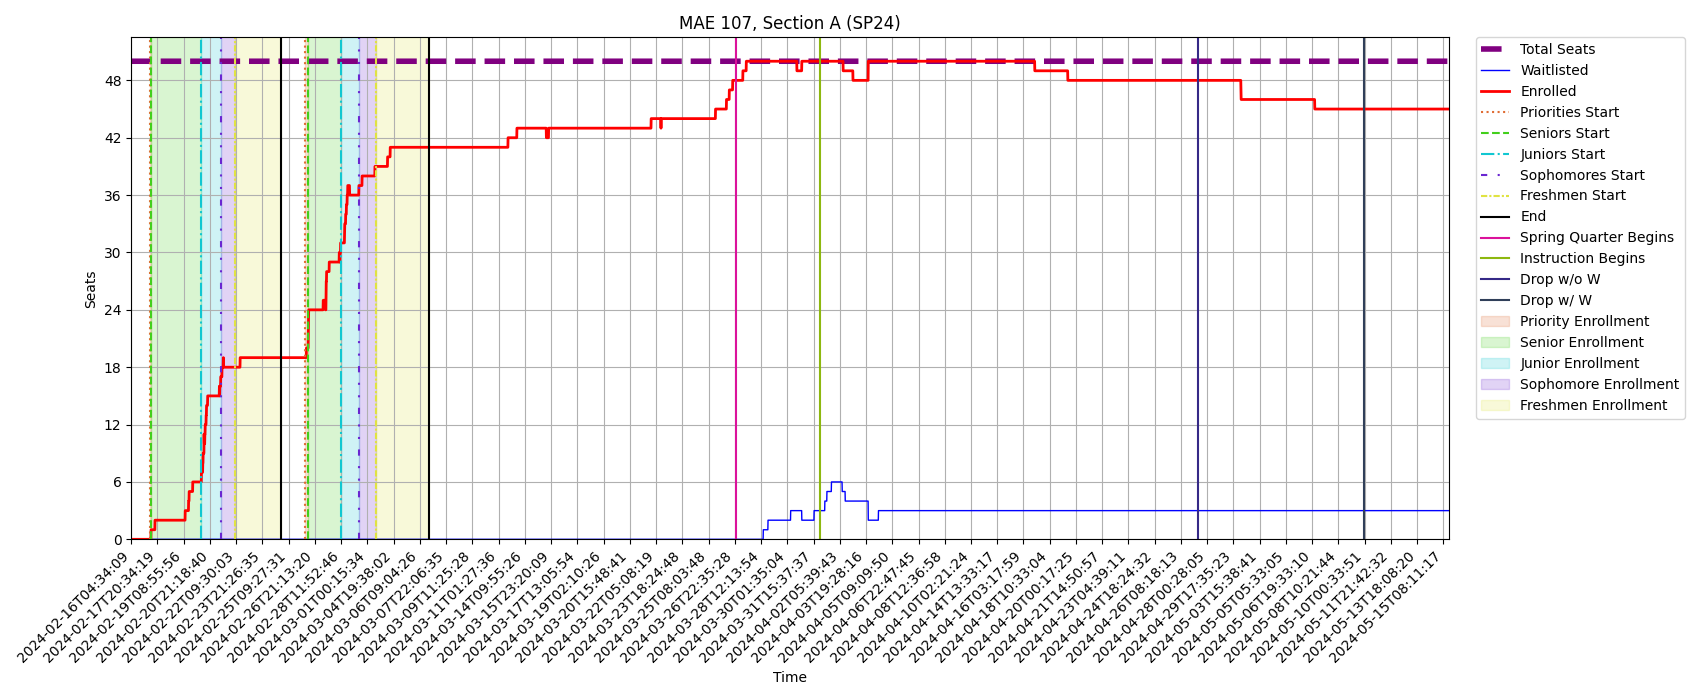 MAE 107, Section A (SP24)
Seats
48
42
36
30
24
18
12
6
0
2024-02-16T04:34:09
2024-02-17T20:34:19
2024-02-19T08:55:56
2024-02-20T21:18:40
2024-02-22T09:30:03
2024-02-23T21:26:35
2024-02-25T09:27:31
2024-02-26T21:13:20
2024-02-28T11:52:46
2024-03-01T00:15:34
2024-03-04T19:38:02
2024-03-06T09:04:26
2024-03-07T22:06:35
2024-03-09T11:25:28
2024-03-11T01:27:36
2024-03-14T09:55:26
2024-03-15T23:20:09
2024-03-17T13:05:54
2024-03-19T02:10:26
2024-03-20T15:48:41
2024-03-22T05:08:19
2024-03-23T18:24:48
2024-03-25T08:03:48
2024-03-26T22:35:28
2024-03-28T12:13:54
2024-03-30T01:35:04
2024-03-31T15:37:37
2024-04-02T05:39:43
2024-04-03T19:28:16
2024-04-05T09:09:50
2024-04-06T22:47:45
2024-04-08T12:36:58
2024-04-10T02:21:24
2024-04-14T14:33:17
2024-04-16T03:17:59
2024-04-18T10:33:04
2024-04-20T00:17:25
2024-04-21T14:50:57
2024-04-23T04:39:11
2024-04-24T18:24:32
2024-04-26T08:18:13
2024-04-28T00:28:05
2024-04-29T17:35:23
2024-05-03T15:38:41
2024-05-05T05:33:05
2024-05-06T19:33:10
2024-05-08T10:21:44
2024-05-10T00:33:51
2024-05-11T21:42:32
2024-05-13T18:08:20
2024-05-15T08:11:17
Time
Total Seats
Waitlisted
Enrolled
Priorities Start
Seniors Start
Juniors Start
Sophomores Start
Freshmen Start
End
Spring Quarter Begins
Instruction Begins
Drop w/o W
Drop w/ W
Priority Enrollment
Senior Enrollment
Junior Enrollment
Sophomore Enrollment
Freshmen Enrollment